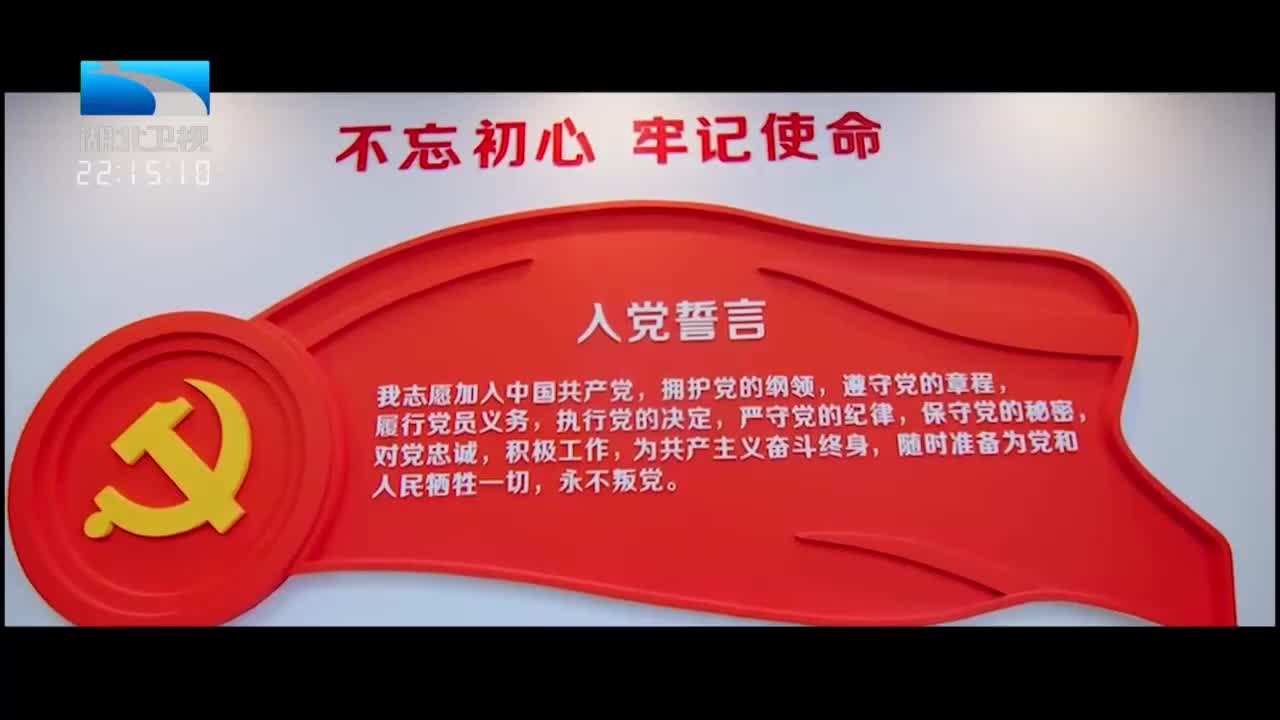 湖北卫视
22:15:10
不忘初心 牢记使命
入党誓言
我志愿加入中国共产党，拥护党的纲领，遵守党的章程，
履行党员义务，执行党的决定，严守党的纪律，保守党的秘密，
对党忠诚，积极工作，为共产主义奋斗终身，随时准备为党和
人民牺牲一切，永不叛党。